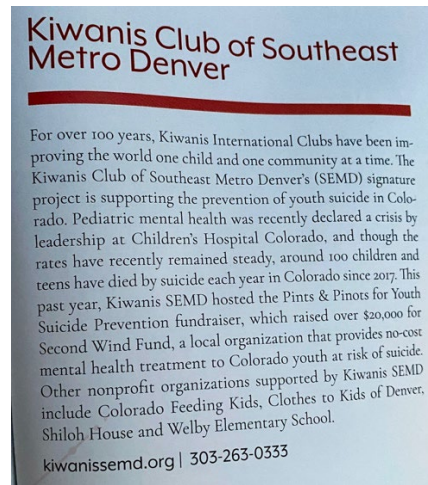 Kiwanis Club of Southeast
Metro Denver
For over 100 years, Kiwanis International Clubs have been im-
proving the world one child and one community at a time. The
Kiwanis Club of Southeast Metro Denver's (SEMD) signature
project is supporting the prevention of youth suicide in Colo-
rado. Pediatric mental health was recently declared a crisis by
leadership at Children's Hospital Colorado, and though the
rates have recently remained steady, around 100 children and
teens have died by suicide each year in Colorado since 2017. This
past year, Kiwanis SEMD hosted the Pints & Pinots for Youth
Suicide Prevention fundraiser, which raised over $20,000 for
Second Wind Fund, a local organization that provides no-cost
mental health treatment to Colorado youth at risk of suicide.
Other nonprofit organizations supported by Kiwanis SEMD
include Colorado Feeding Kids, Clothes to Kids of Denver,
Shiloh House and Welby Elementary School.
kiwanissemd.org | 303-263-0333